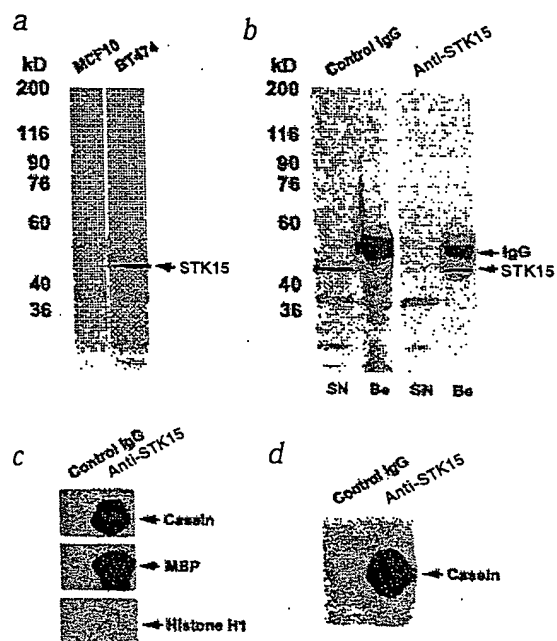 a
MCF10 BT474
kD
200
116
90
76
60
40
36
STK15
b
Control IgG Anti-STK15
kD
200
116
90
76
60
40
36
IgG
STK15
SN Be SN Be
c
Control IgG
Anti-STK15
Casein
MBP
Histone H1
d
Control IgG
Anti-STK15
Casein